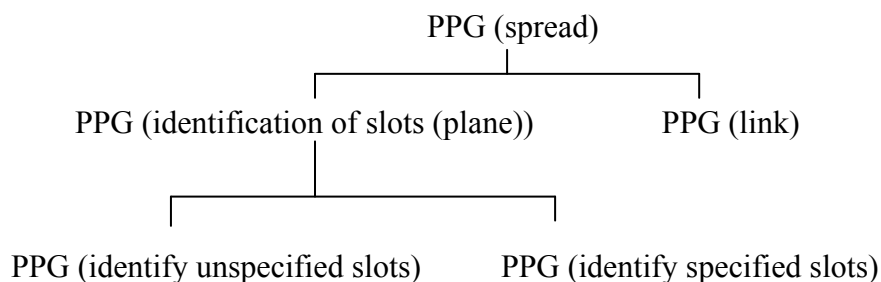 PPG (spread)
PPG (identification of slots (plane))
PPG (link)
PPG (identify unspecified slots)
PPG (identify specified slots)